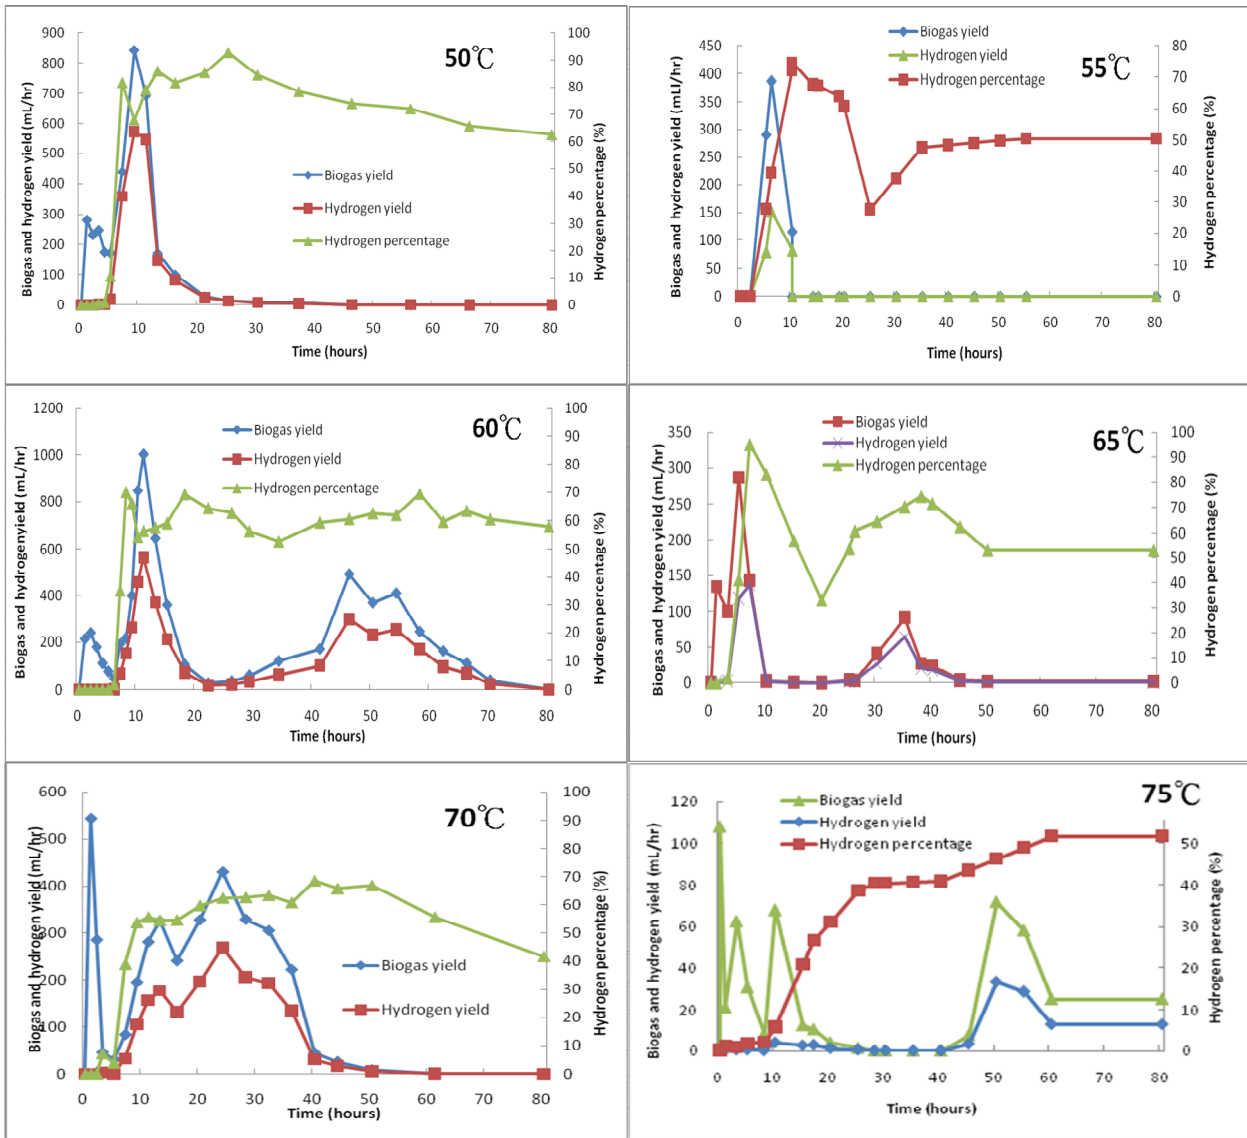 50℃
Biogas and hydrogen yield (mL/hr)
900
800
700
600
500
400
300
200
100
0
Biogas yield
Hydrogen yield
Hydrogen percentage
100
90
80
70
60
50
40
30
20
10
0
Hydrogen percentage (%)
0 10 20 30 40 50 60 70 80
Time (hours)
55℃
Biogas and hydrogen yield (mLl/hr)
450
400
350
300
250
200
150
100
50
0
Biogas yield
Hydrogen yield
Hydrogen percentage
80
70
60
50
40
30
20
10
0
Hydrogen percentage (%)
0 10 20 30 40 50 60 70 80
Time (hours)
60℃
Biogas and hydrogenyield (mL/hr)
1200
1000
800
600
400
200
0
Biogas yield
Hydrogen yield
Hydrogen percentage
100
90
80
70
60
50
40
30
20
10
0
Hydrogen percentage (%)
0 10 20 30 40 50 60 70 80
Time (hours)
65℃
Biogas and hydrogen yield (mL/hr)
350
300
250
200
150
100
50
0
Biogas yield
Hydrogen yield
Hydrogen percentage
100
90
80
70
60
50
40
30
20
10
0
Hydrogen percentage (%)
0 10 20 30 40 50 60 70 80
Time (hours)
70℃
Biogas and hydrogen yield (mL/hr)
600
500
400
300
200
100
0
Biogas yield
Hydrogen yield
100
90
80
70
60
50
40
30
20
10
0
Hydrogen percentage (%)
0 10 20 30 40 50 60 70 80
Time (hours)
75℃
Biogas and hydrogen yield (mL/hr)
120
100
80
60
40
20
0
Biogas yield
Hydrogen yield
Hydrogen percentage
50
40
30
20
10
0
Hydrogen percentage (%)
0 10 20 30 40 50 60 70 80
Time (hours)